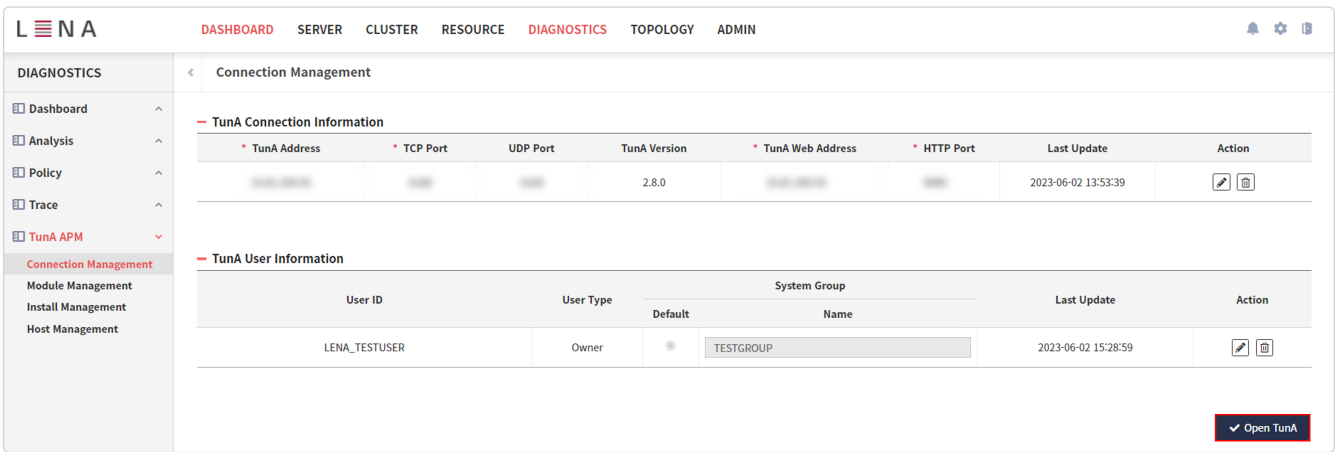 LENA
DASHBOARD SERVER CLUSTER RESOURCE DIAGNOSTICS TOPOLOGY ADMIN
DIAGNOSTICS
Connection Management
Dashboard
Analysis
Policy
Trace
TunA APM
Connection Management
Module Management
Install Management
Host Management
TunA Connection Information
* TunA Address * TCP Port UDP Port TunA Version * TunA Web Address * HTTP Port Last Update Action
2.8.0 2023-06-02 13:53:39
TunA User Information
User ID User Type System Group Last Update Action
Default Name
LENA_TESTUSER Owner TESTGROUP 2023-06-02 15:28:59
Open TunA